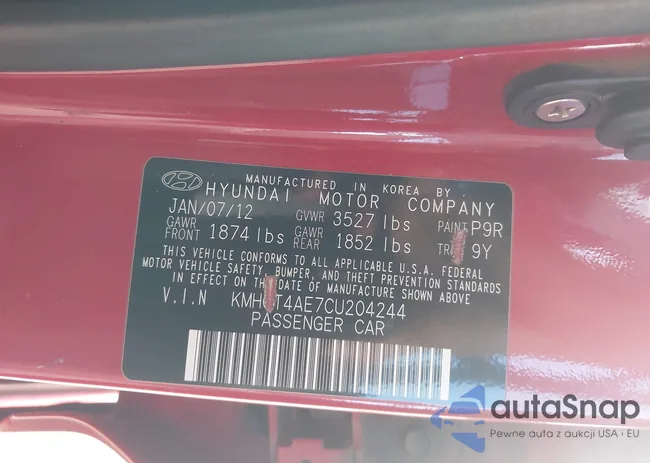 MANUFACTURED IN KOREA BY
HYUNDAI MOTOR COMPANY
JAN/07/12 GVWR 3527 lbs PAINT P9R
GAWR FRONT 1874 lbs GAWR REAR 1852 lbs 9Y
THIS VEHICLE CONFORMS TO ALL APPLICABLE U.S.A. FEDERAL
MOTOR VEHICLE SAFETY, BUMPER, AND THEFT PREVENTION STANDARDS
IN EFFECT ON THE DATE OF MANUFACTURE SHOWN ABOVE
V.I.N
PASSENGER CAR
autaSnap
Pewne auta z aukcji USA i EU